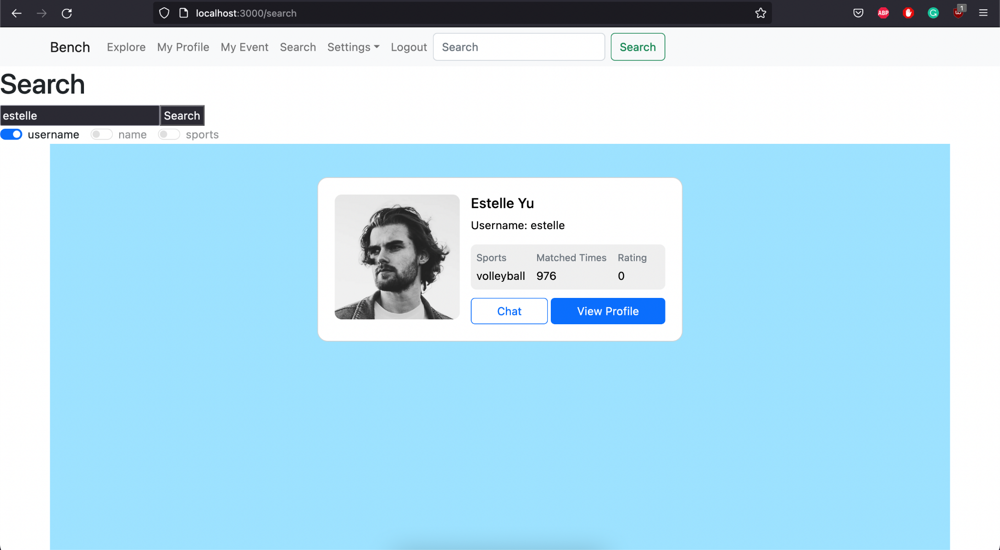 localhost:3000/search
ABP
G
1
Bench Explore My Profile My Event Search Settings Logout Search Search
Search
estelle Search
username name sports
Estelle Yu
Username: estelle
Sports Matched Times Rating
volleyball 976 0
Chat View Profile